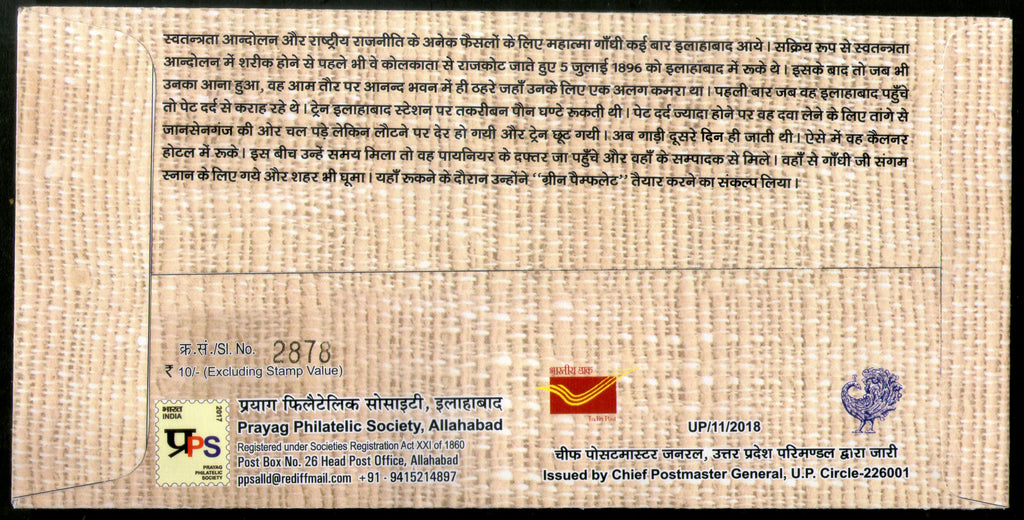 स्वतन्त्रता आन्दोलन और राष्ट्रीय राजनीति के अनेक फैसलों के लिए महात्मा गाँधी कई बार इलाहाबाद आये। सक्रिय रूप से स्वतन्त्रता
आन्दोलन में शरीक होने से पहले भी वे कोलकाता से राजकोट जाते हुए 5 जुलाई 1896 को इलाहाबाद में रूके थे। इसके बाद तो जब भी
उनका आना हुआ, वह आम तौर पर आनन्द भवन में ही ठहरे जहाँ उनके लिए एक अलग कमरा था। पहली बार जब वह इलाहाबाद पहुँचे
तो पेट दर्द से कराह रहे थे। ट्रेन इलाहाबाद स्टेशन पर तकरीबन पौन घण्टे रूकती थी। पेट दर्द ज्यादा होने पर वह दवा लेने के लिए तांगे से
जानसेनगंज की ओर चल पड़े लेकिन लौटने पर देर हो गयी और ट्रेन छूट गयी। अब गाड़ी दूसरे दिन ही जाती थी। ऐसे में वह कैलनर
होटल में रूके। इस बीच उन्हें समय मिला तो वह पायनियर के दफ्तर जा पहुँचे और वहाँ के सम्पादक से मिले। वहाँ से गाँधी जी संगम
स्नान के लिए गये और शहर भी घूमा। यहाँ रूकने के दौरान उन्होंने “ग्रीन पैम्फलेट” तैयार करने का संकल्प लिया।
क्र.सं./Sl. No. 2878
₹ 10/- (Excluding Stamp Value)
भारत
INDIA
2017
प्रPS
PRAYAG
PHILATELIC
SOCIETY
प्रयाग फिलैटेलिक सोसाइटी, इलाहाबाद
Prayag Philatelic Society, Allahabad
Registered under Societies Registration Act XXI of 1860
Post Box No. 26 Head Post Office, Allahabad
ppsalld@rediffmail.com +91 - 9415214897
भारतीय डाक
India Post
UP/11/2018
चीफ पोसटमास्टर जनरल, उत्तर प्रदेश परिमण्डल द्वारा जारी
Issued by Chief Postmaster General, U.P. Circle-226001